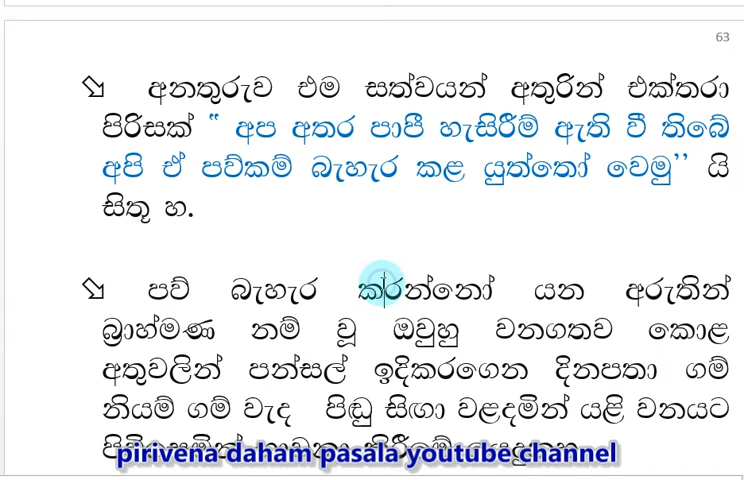 63
අනතුරුව එම සත්වයන් අතුරින් එක්තරා
පිරිසක් “ අප අතර පාපී හැසිරීම් ඇති වී තිබේ
අපි ඒ පව්කම් බැහැර කළ යුත්තෝ වෙමු’’ යි
සිතූ හ.
පව් බැහැර කරන්නෝ යන අරුතින්
බ්‍රාහ්මණ නම් වූ ඔවුහු වනගතව කොළ
අතුවලින් පන්සල් ඉදිකරගෙන දිනපතා ගම්
නියම් ගම් වැද පිඬු සිඟා වළඳමින් යළි වනයට
pirivena daham pasala youtube channel